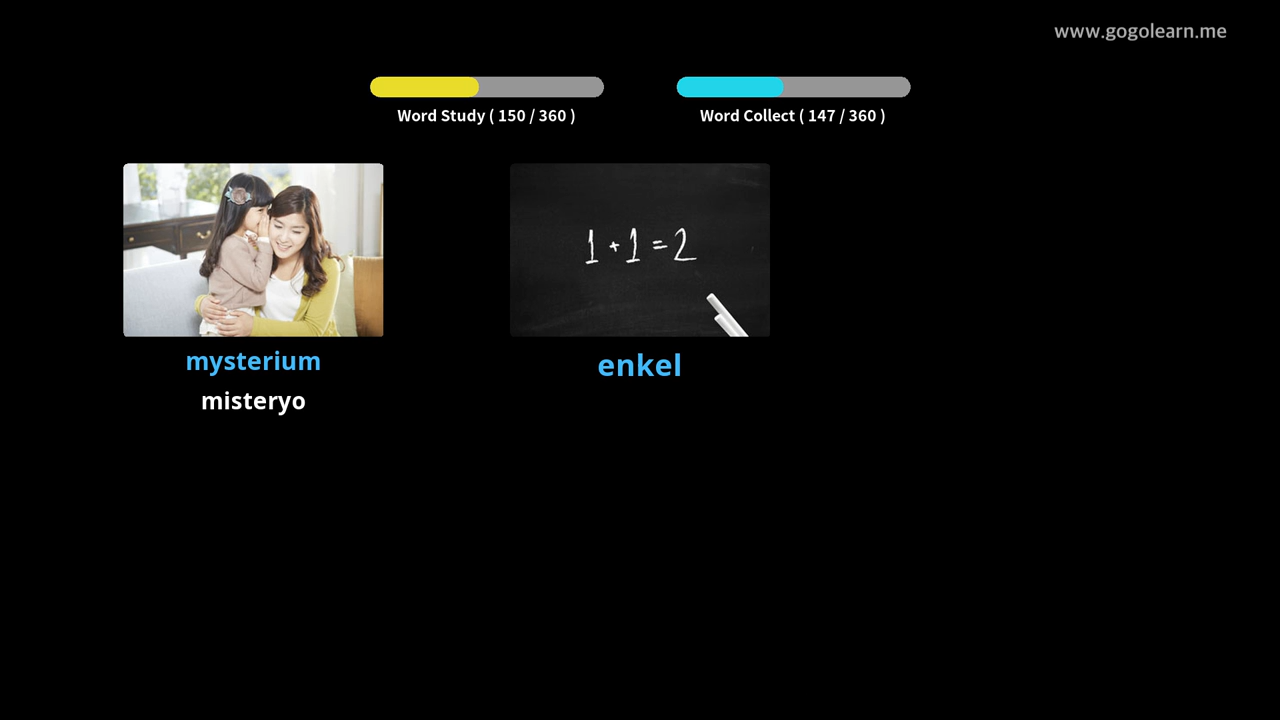 www.gogolearn.me
Word Study ( 150 / 360 )
Word Collect ( 147 / 360 )
1 + 1 = 2
mysterium
enkel
misteryo